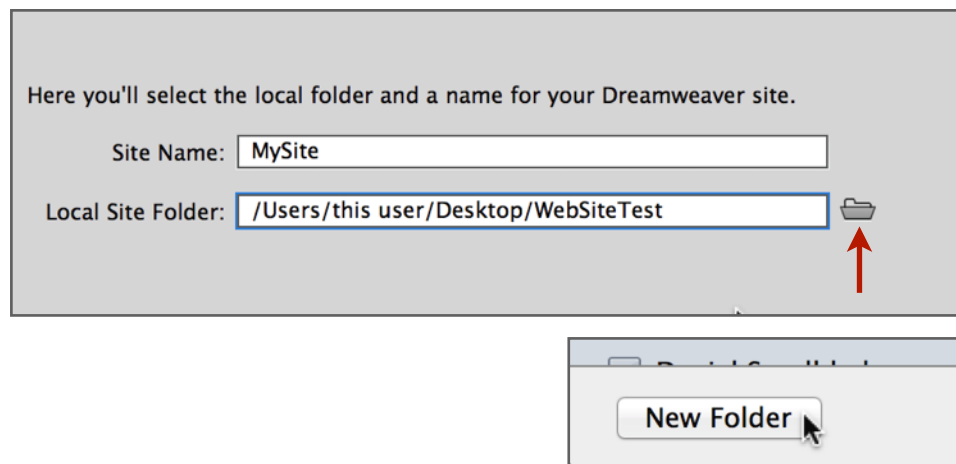 Here you'll select the local folder and a name for your Dreamweaver site.
Site Name: MySite
Local Site Folder: /Users/this user/Desktop/WebSiteTest
New Folder